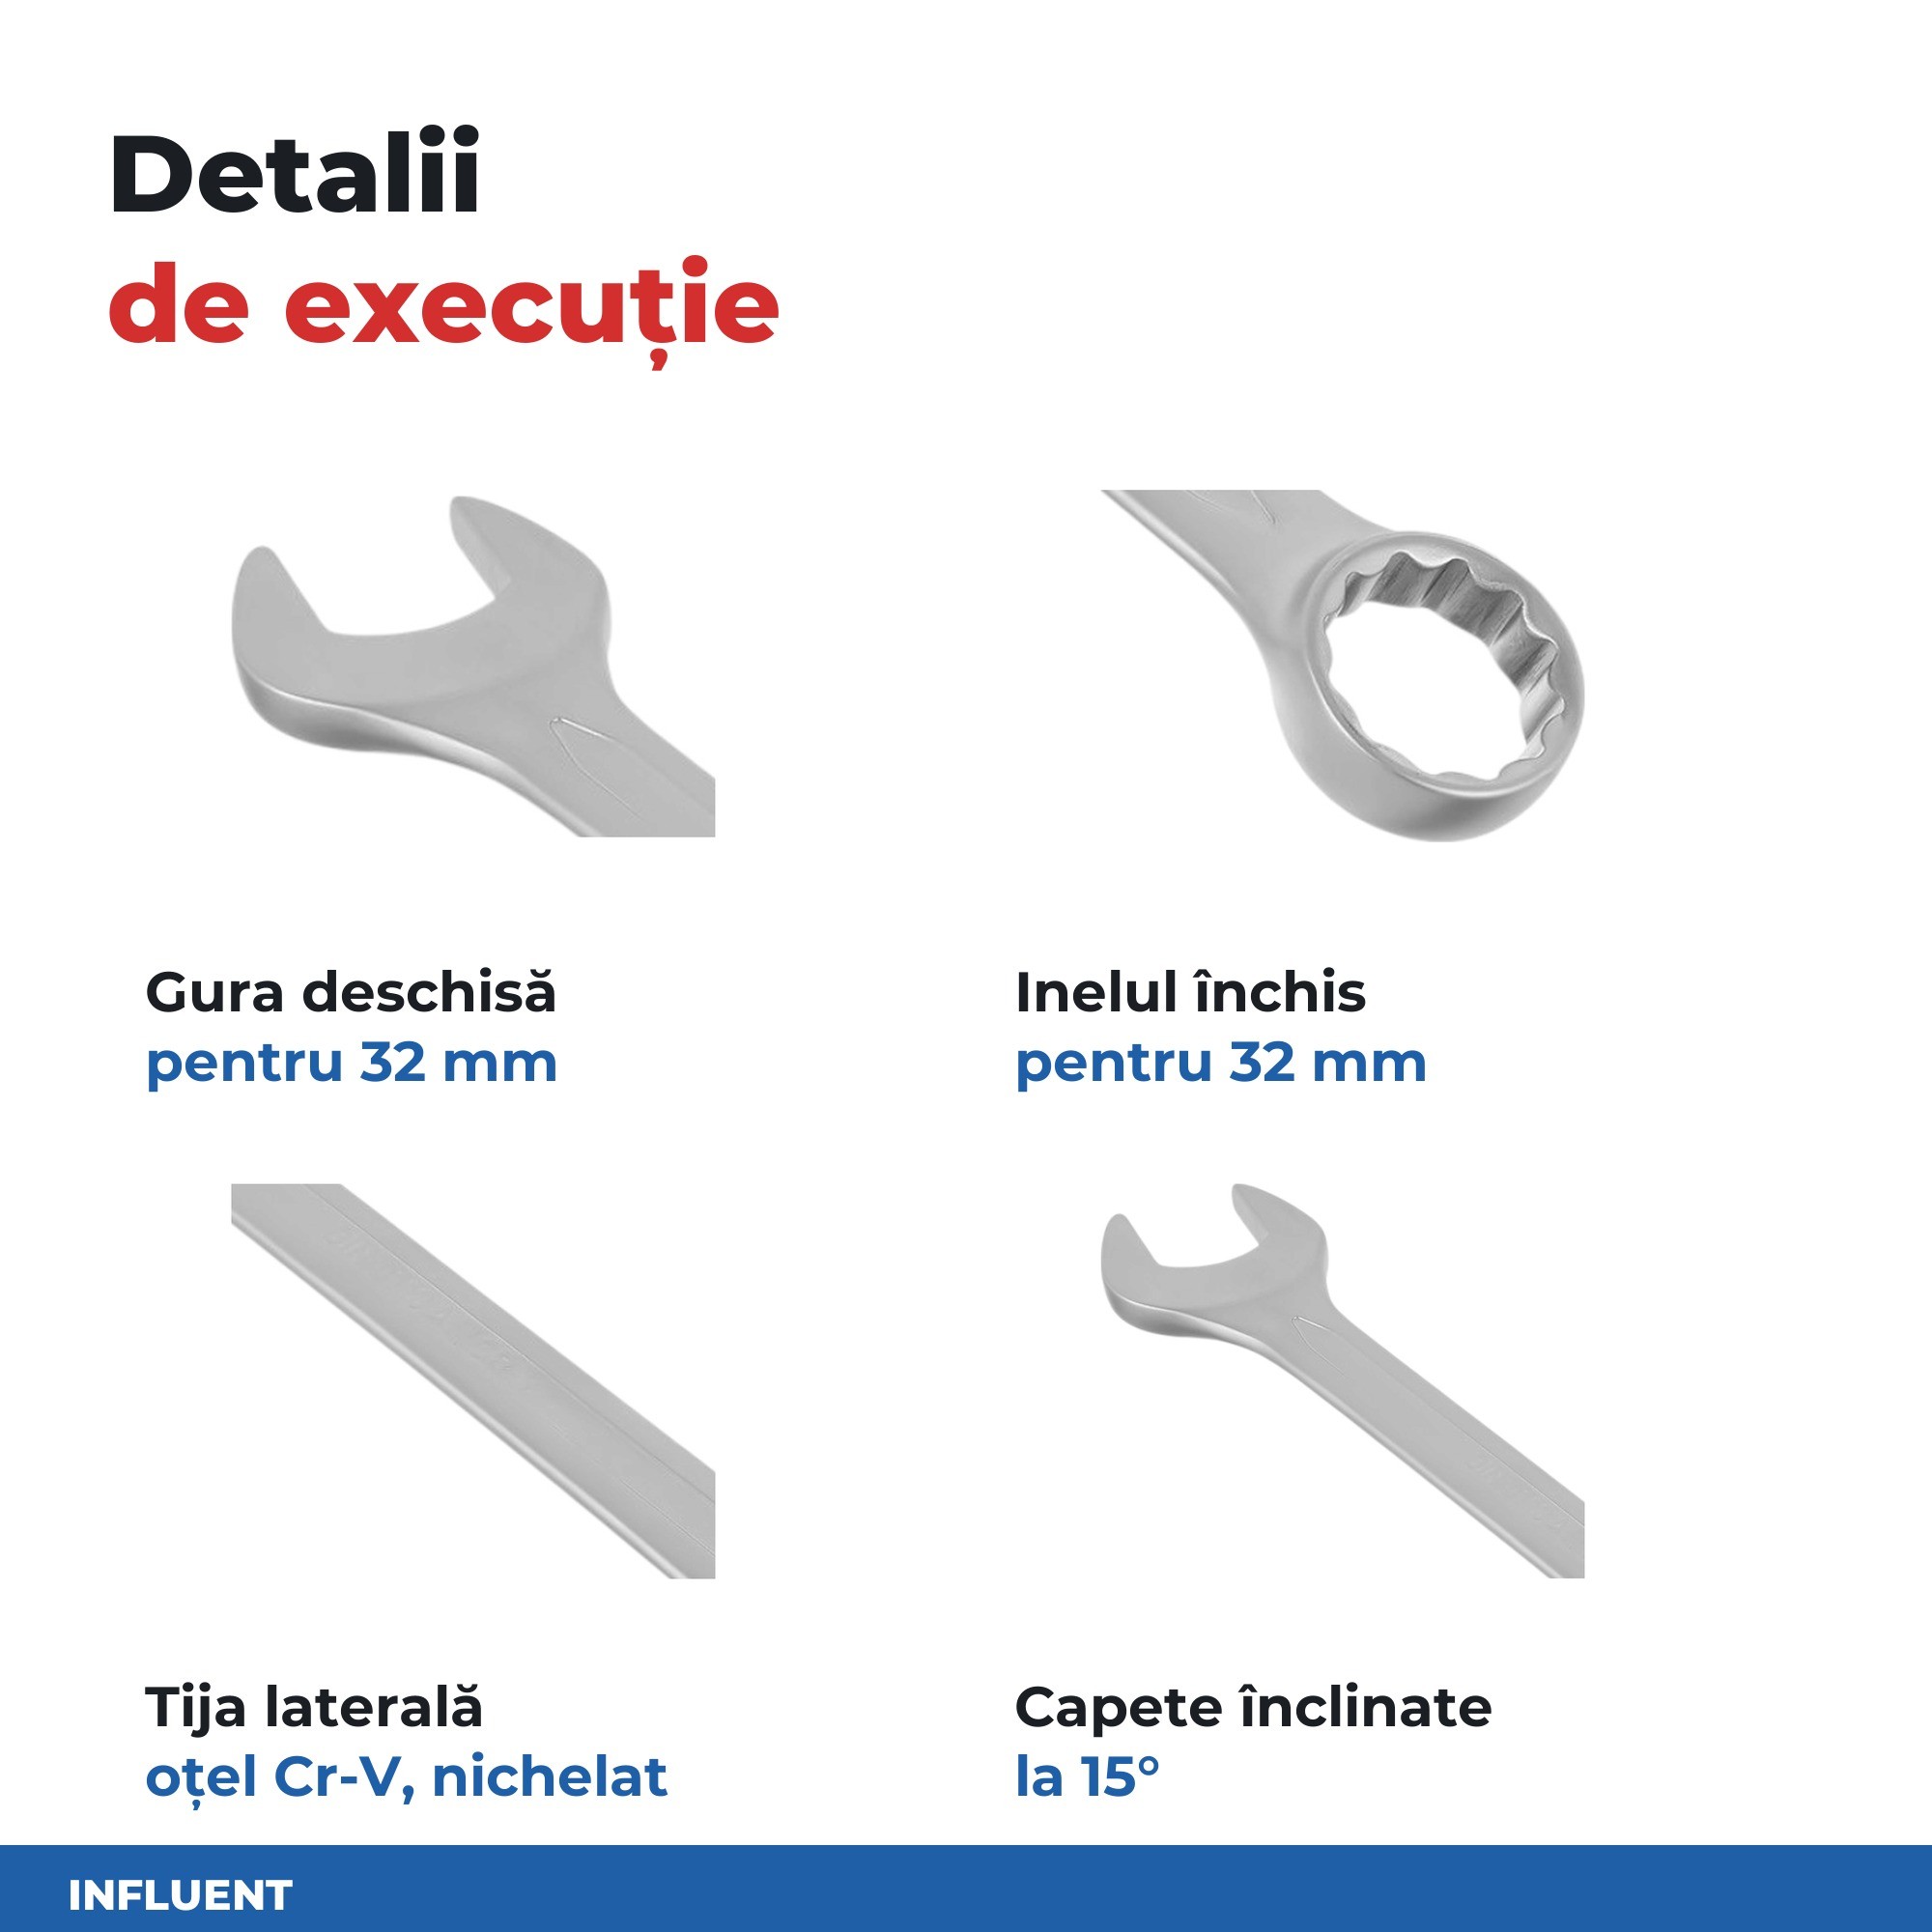 Detalii
de execuție
Gura deschisă
pentru 32 mm
Inelul închis
pentru 32 mm
Tija laterală
oțel Cr-V, nichelat
Capete înclinate
la 15°
INFLUENT